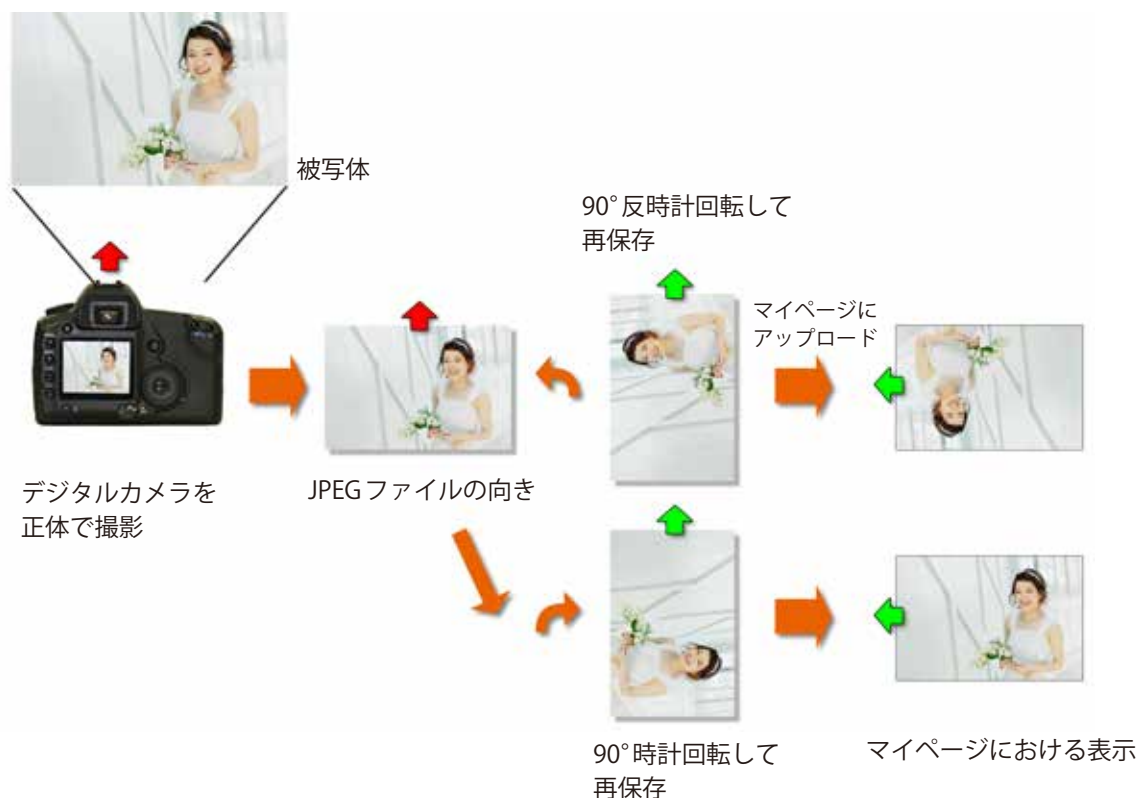 被写体
90°反時計回転して
再保存
マイページに
アップロード
デジタルカメラを
正体で撮影
JPEGファイルの向き
90°時計回転して
再保存
マイページにおける表示